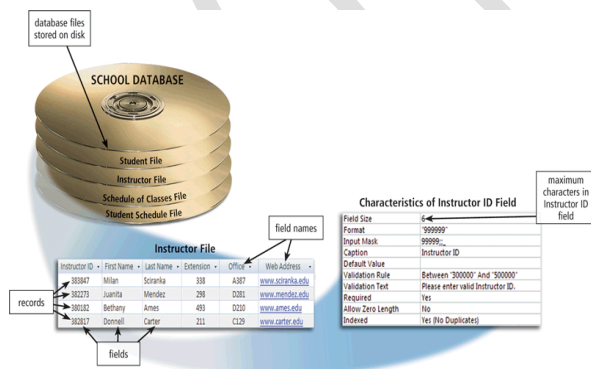 database files
stored on disk
SCHOOL DATABASE
Student File
Instructor File
Schedule of Classes File
Student Schedule File
field names
Instructor File
Instructor ID First Name Last Name Extension Office Web Address
383847 Milan Sciranka 338 A387 www.sciranka.edu
382273 Juanita Mendez 298 D281 www.mendez.edu
380182 Bethany Ames 493 D210 www.ames.edu
382817 Donnell Carter 211 C129 www.carter.edu
records
fields
maximum
characters in
Instructor ID
field
Characteristics of Instructor ID Field
Field Size 6
Format "999999"
Input Mask 99999;;_
Caption Instructor ID
Default Value
Validation Rule Between "300000" And "500000"
Validation Text Please enter valid Instructor ID.
Required Yes
Allow Zero Length No
Indexed Yes (No Duplicates)